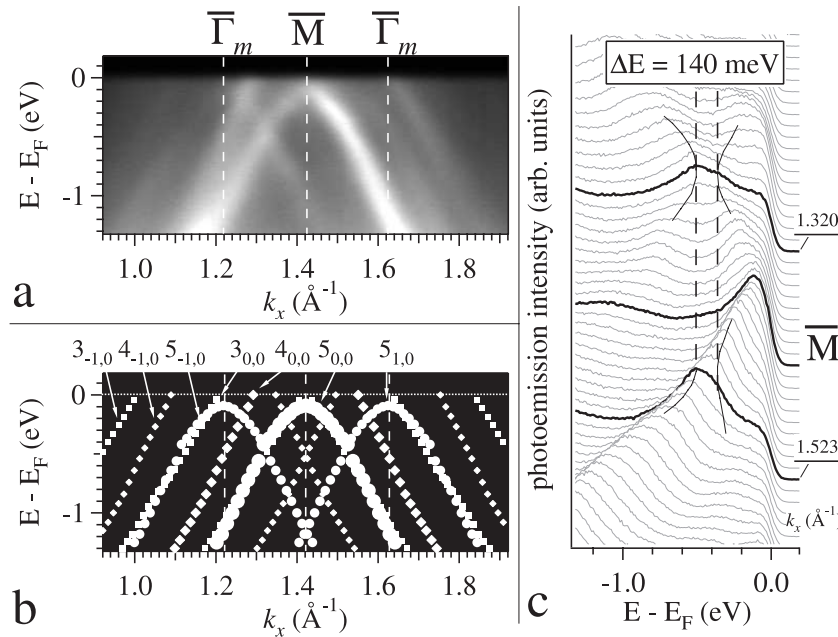 Γ̅ₘ M̅ Γ̅ₘ
0
-1
E - E_F (eV)
1.0 1.2 1.4 1.6 1.8
kₓ (Å⁻¹)
a
3₋₁,₀ 4₋₁,₀ 5₋₁,₀ 3₀,₀ 4₀,₀ 5₀,₀ 5₁,₀
0
-1
E - E_F (eV)
1.0 1.2 1.4 1.6 1.8
kₓ (Å⁻¹)
b
ΔE = 140 meV
photoemission intensity (arb. units)
1.320
M̅
1.523
kₓ (Å⁻¹)
-1.0 0.0
E - E_F (eV)
c